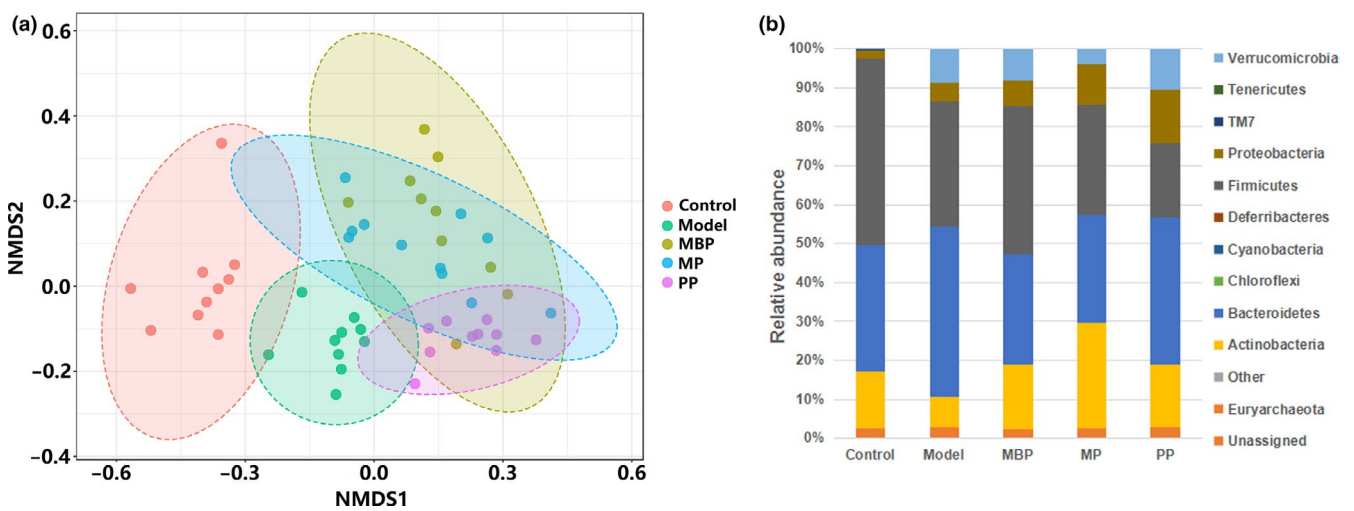 (a)
0.6
0.4
0.2
0.0
−0.2
−0.4
NMDS2
−0.6
−0.3
0.0
0.3
0.6
NMDS1
Control
Model
MBP
MP
PP
(b)
100%
90%
80%
70%
60%
50%
40%
30%
20%
10%
0%
Relative abundance
Control
Model
MBP
MP
PP
Verrucomicrobia
Tenericutes
TM7
Proteobacteria
Firmicutes
Deferribacteres
Cyanobacteria
Chloroflexi
Bacteroidetes
Actinobacteria
Other
Euryarchaeota
Unassigned